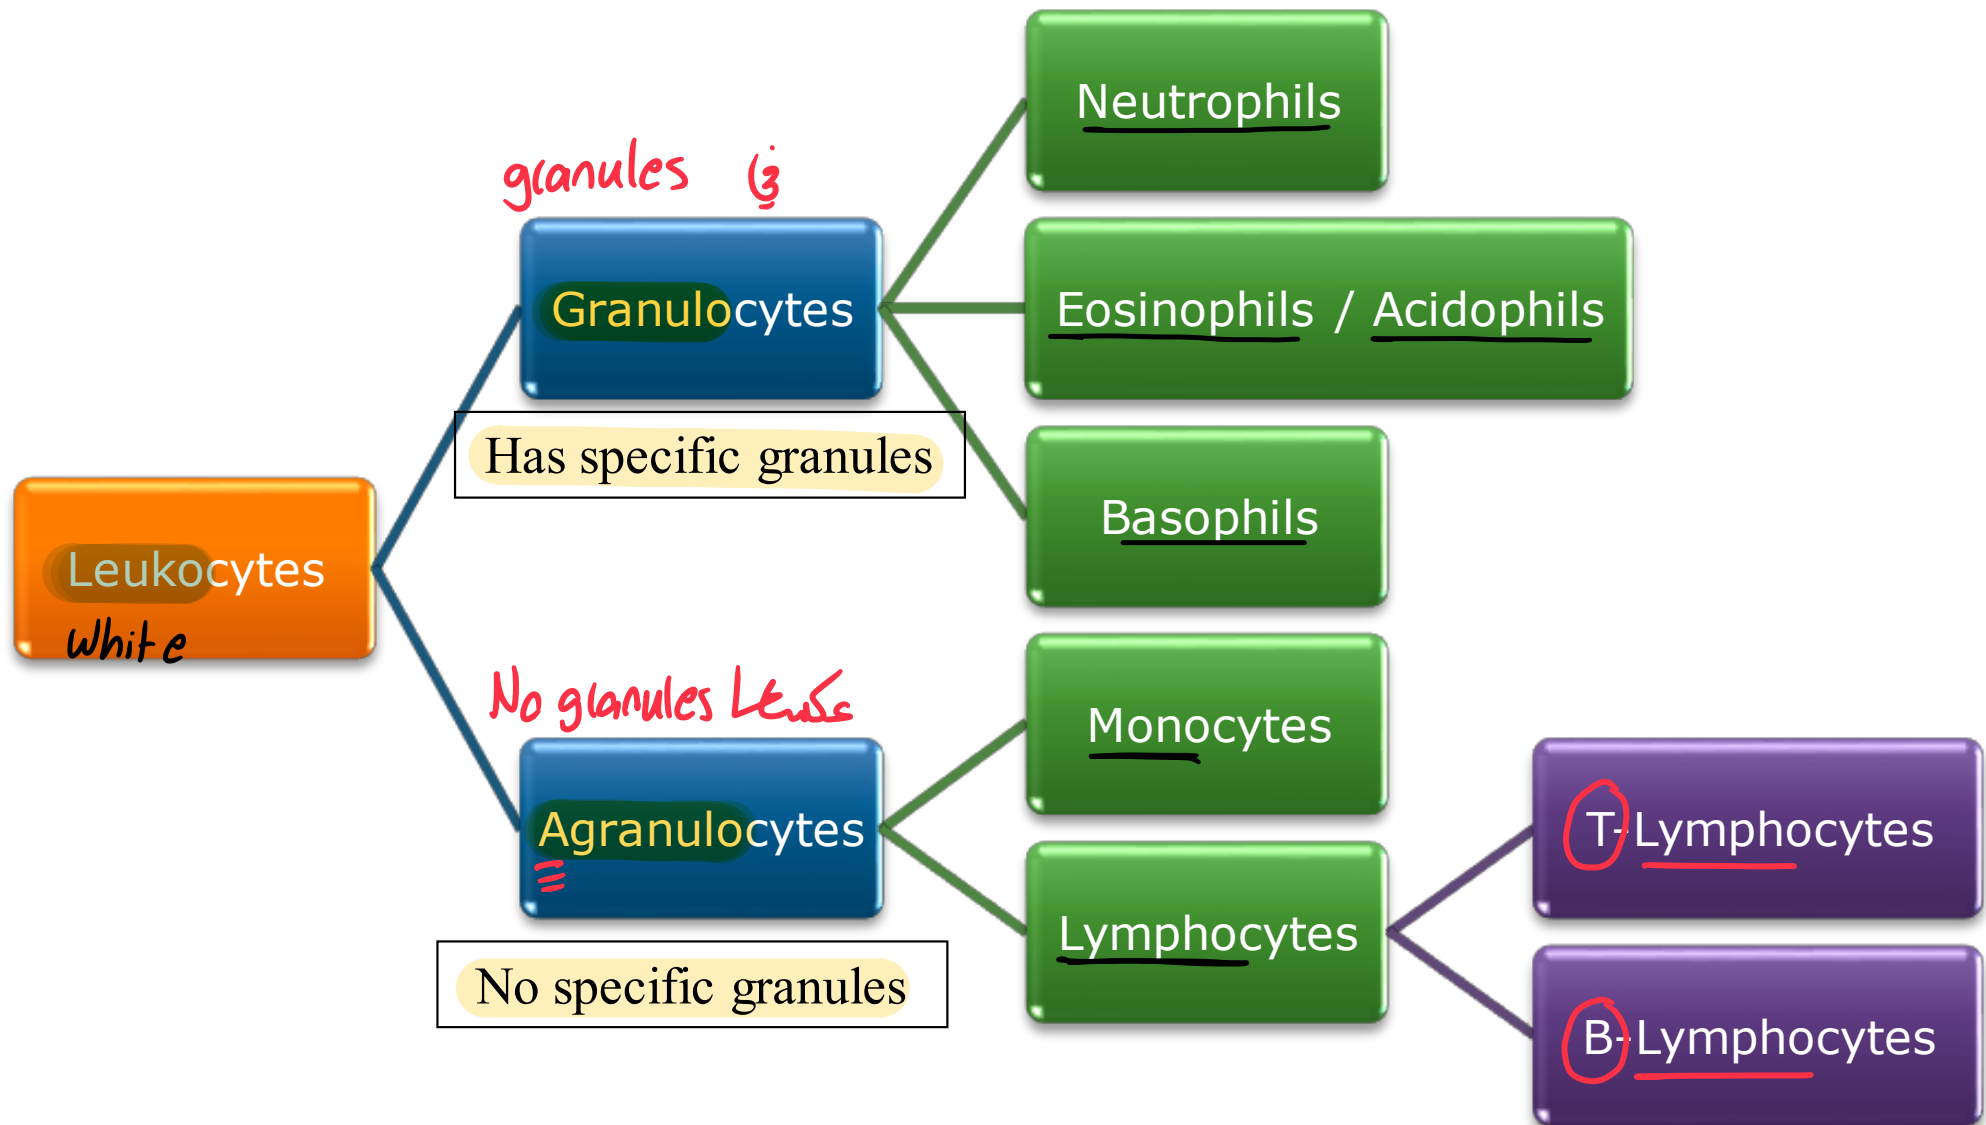 Neutrophils
granules في
Granulocytes
Eosinophils / Acidophils
Has specific granules
Basophils
Leukocytes
white
No granules
Monocytes
Agranulocytes
T-Lymphocytes
Lymphocytes
No specific granules
B-Lymphocytes